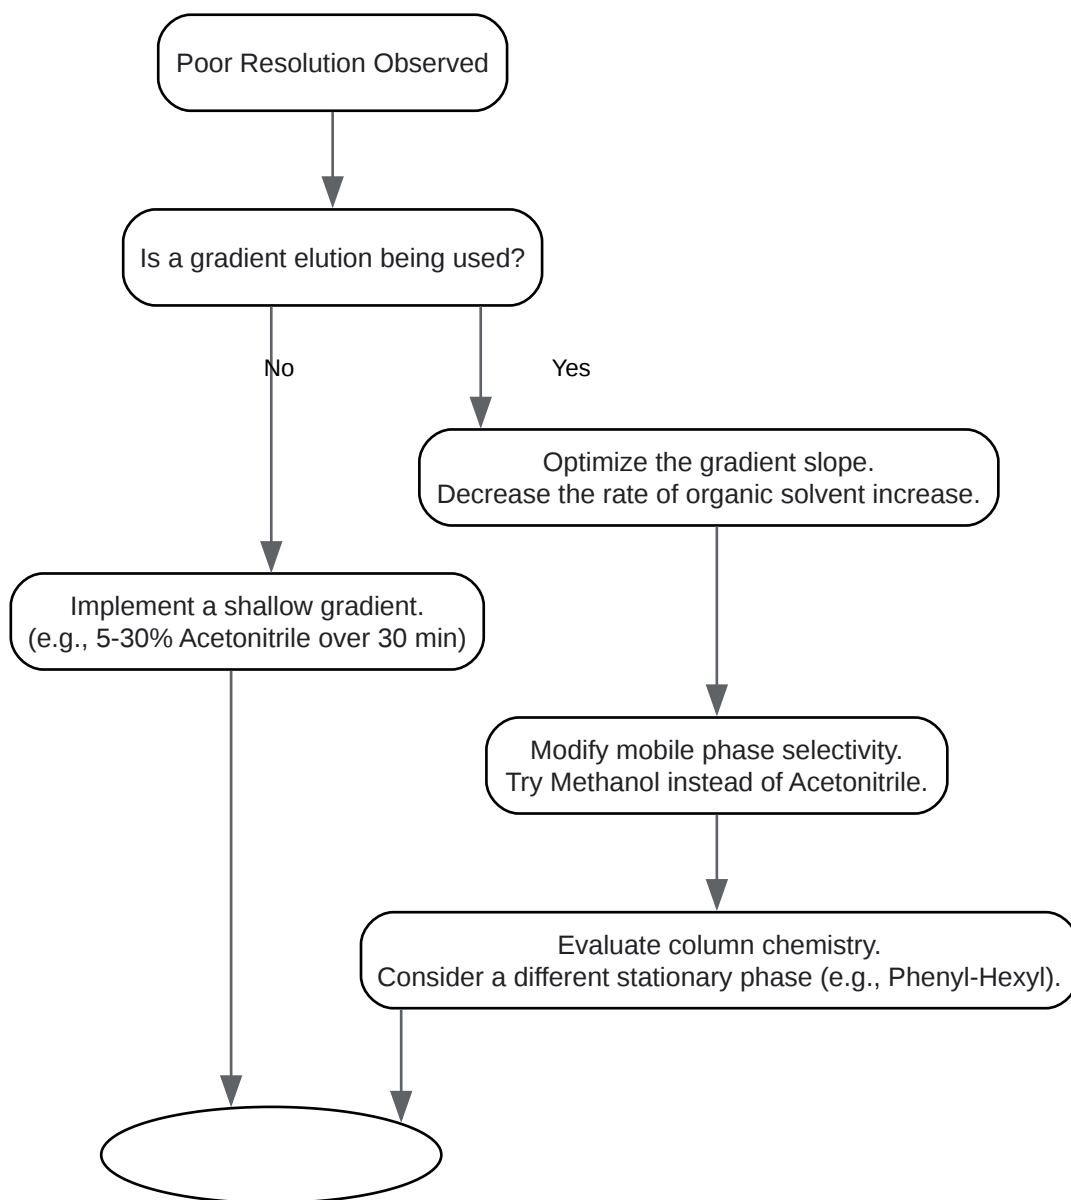 Poor Resolution Observed
Is a gradient elution being used?
No
Yes
Optimize the gradient slope.
Decrease the rate of organic solvent increase.
Implement a shallow gradient.
(e.g., 5-30% Acetonitrile over 30 min)
Modify mobile phase selectivity.
Try Methanol instead of Acetonitrile.
Evaluate column chemistry.
Consider a different stationary phase (e.g., Phenyl-Hexyl).